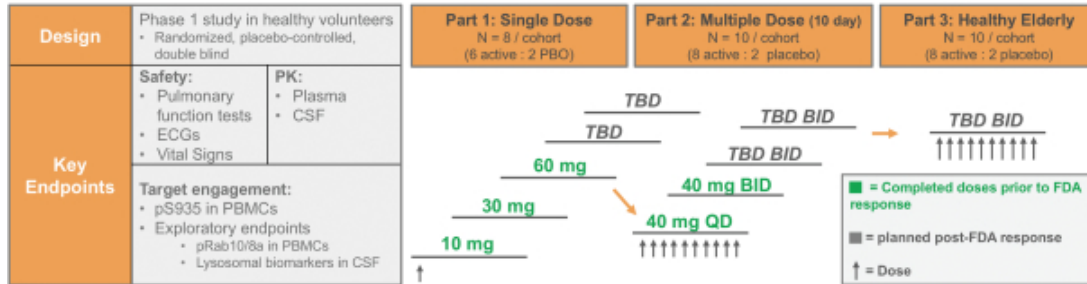 Design
Phase 1 study in healthy volunteers
• Randomized, placebo-controlled,
double blind
Key
Endpoints
Safety:
• Pulmonary
function tests
• ECGs
• Vital Signs
PK:
• Plasma
• CSF
Target engagement:
• pS935 in PBMCs
• Exploratory endpoints
• pRab10/8a in PBMCs
• Lysosomal biomarkers in CSF
Part 1: Single Dose
N = 8 / cohort
(6 active : 2 PBO)
Part 2: Multiple Dose (10 day)
N = 10 / cohort
(8 active : 2 placebo)
Part 3: Healthy Elderly
N = 10 / cohort
(8 active : 2 placebo)
TBD
TBD
60 mg
30 mg
10 mg
TBD BID
TBD BID
40 mg BID
40 mg QD
TBD BID
= Completed doses prior to FDA
response
= planned post-FDA response
= Dose